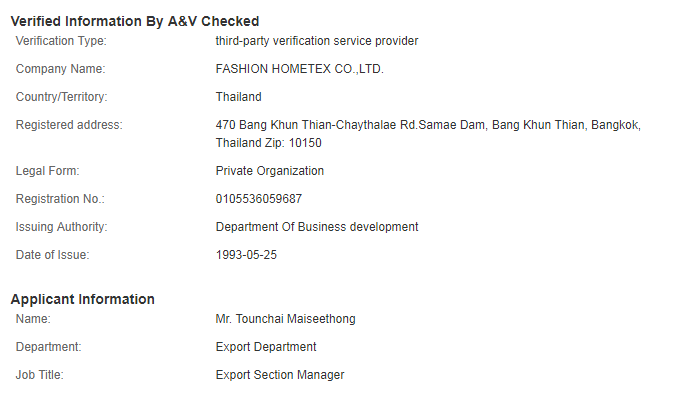 Verified Information By A&V Checked
Verification Type: third-party verification service provider
Company Name: FASHION HOMETEX CO.,LTD.
Country/Territory: Thailand
Registered address: 470 Bang Khun Thian-Chaythalae Rd.Samae Dam, Bang Khun Thian, Bangkok,
Thailand Zip: 10150
Legal Form: Private Organization
Registration No.: 0105536059687
Issuing Authority: Department Of Business development
Date of Issue: 1993-05-25
Applicant Information
Name: Mr. Tounchai Maiseethong
Department: Export Department
Job Title: Export Section Manager